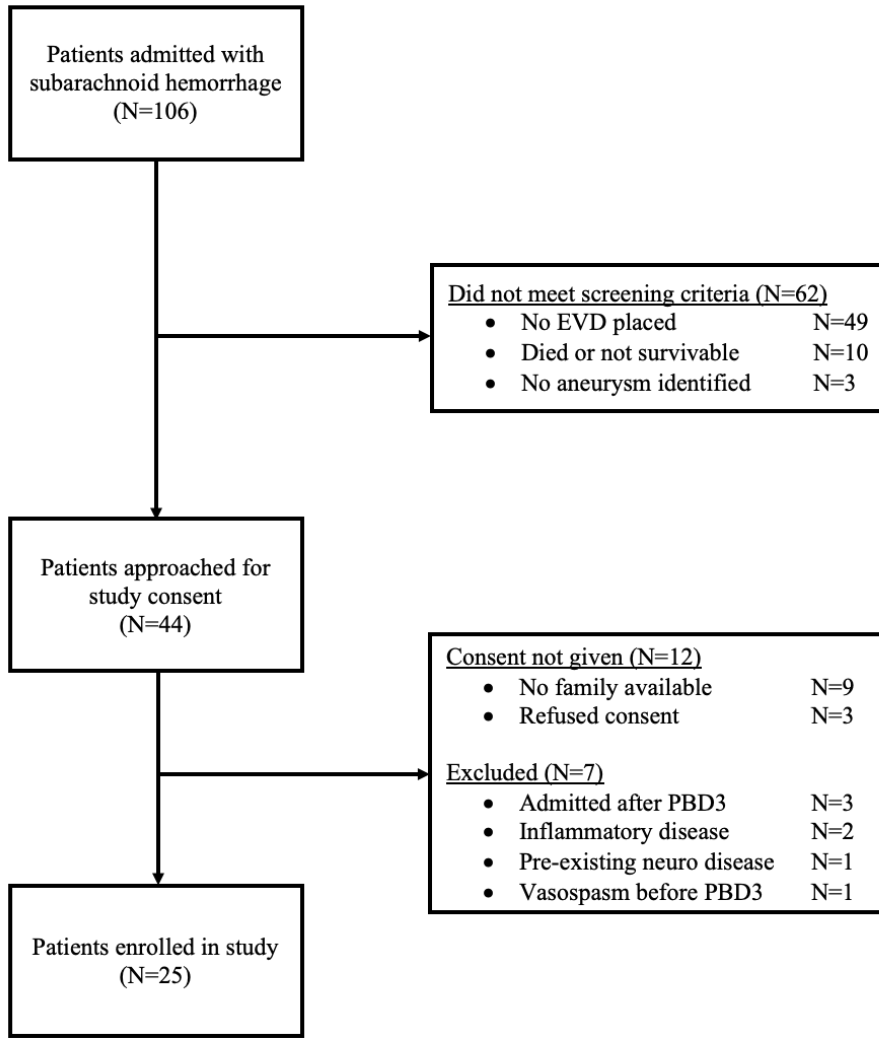 Patients admitted with
subarachnoid hemorrhage
(N=106)
Did not meet screening criteria (N=62)
• No EVD placed N=49
• Died or not survivable N=10
• No aneurysm identified N=3
Patients approached for
study consent
(N=44)
Consent not given (N=12)
• No family available N=9
• Refused consent N=3
Excluded (N=7)
• Admitted after PBD3 N=3
• Inflammatory disease N=2
• Pre-existing neuro disease N=1
• Vasospasm before PBD3 N=1
Patients enrolled in study
(N=25)